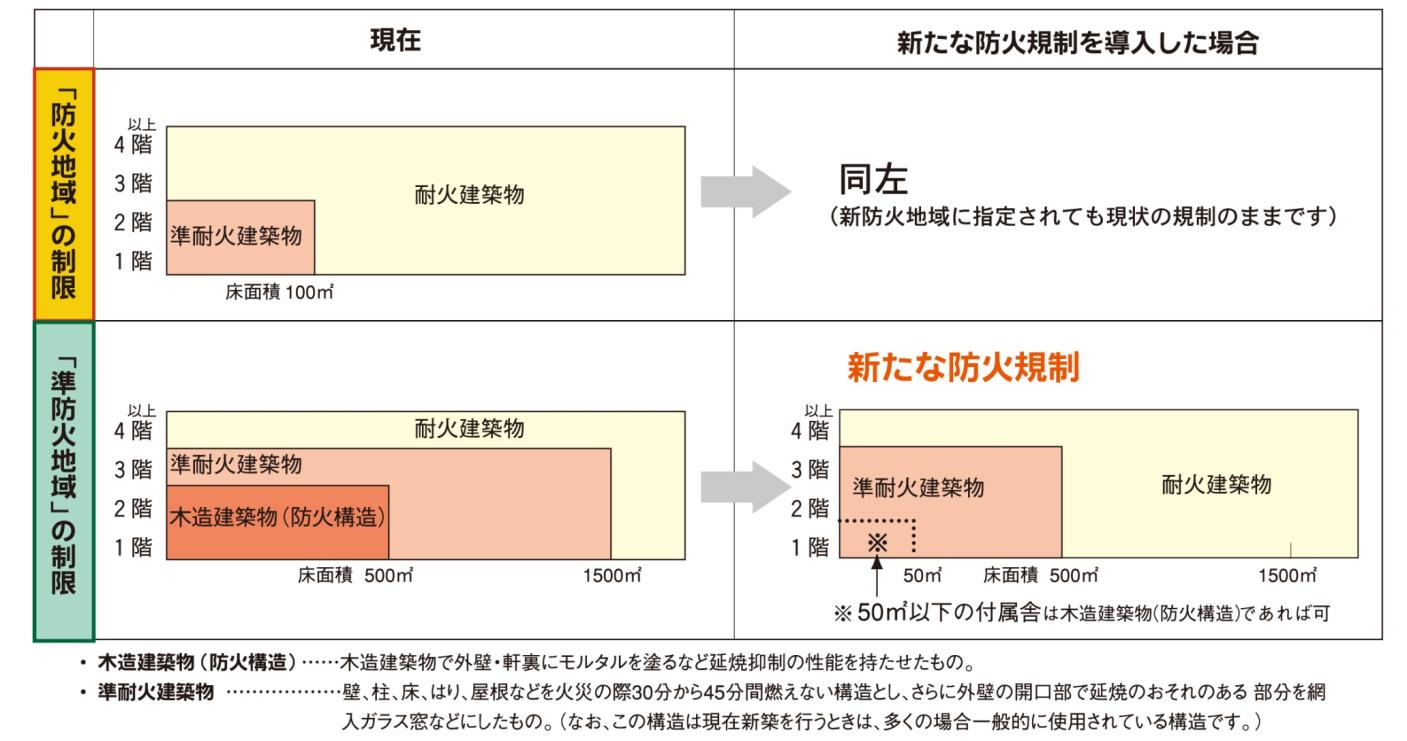 現在
新たな防火規制を導入した場合
「防火地域」の制限
以上
4階
3階
2階
1階
耐火建築物
準耐火建築物
床面積 100㎡
同左
(新防火地域に指定されても現状の規制のままです)
「準防火地域」の制限
以上
4階
3階
2階
1階
耐火建築物
準耐火建築物
木造建築物(防火構造)
床面積 500㎡
1500㎡
新たな防火規制
以上
4階
3階
2階
1階
準耐火建築物
耐火建築物
※
50㎡
床面積 500㎡
1500㎡
※50㎡以下の付属舎は木造建築物(防火構造)であれば可
・木造建築物(防火構造)……木造建築物で外壁・軒裏にモルタルを塗るなど延焼抑制の性能を持たせたもの。
・準耐火建築物 ………………壁、柱、床、はり、屋根などを火災の際30分から45分間燃えない構造とし、さらに外壁の開口部で延焼のおそれのある 部分を網
入ガラス窓などにしたもの。(なお、この構造は現在新築を行うときは、多くの場合一般的に使用されている構造です。)